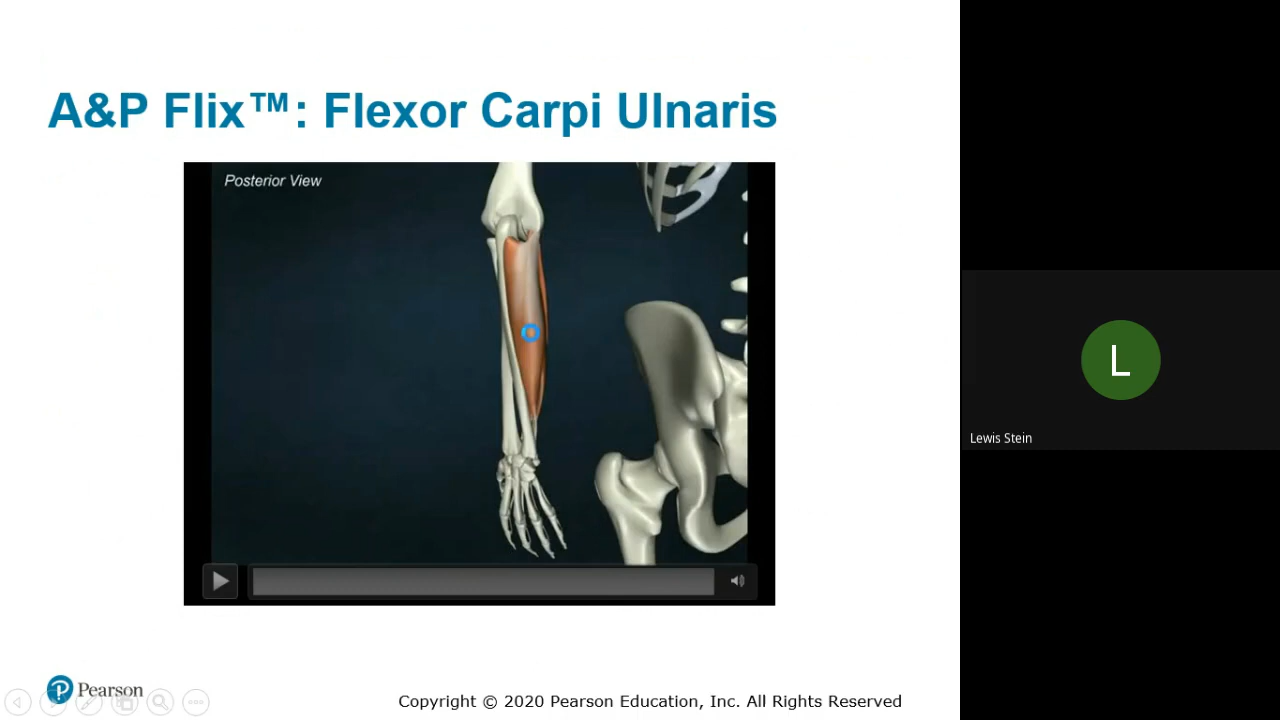 A&P Flix™: Flexor Carpi Ulnaris
Posterior View
L
Lewis Stein
Pearson
Copyright © 2020 Pearson Education, Inc. All Rights Reserved